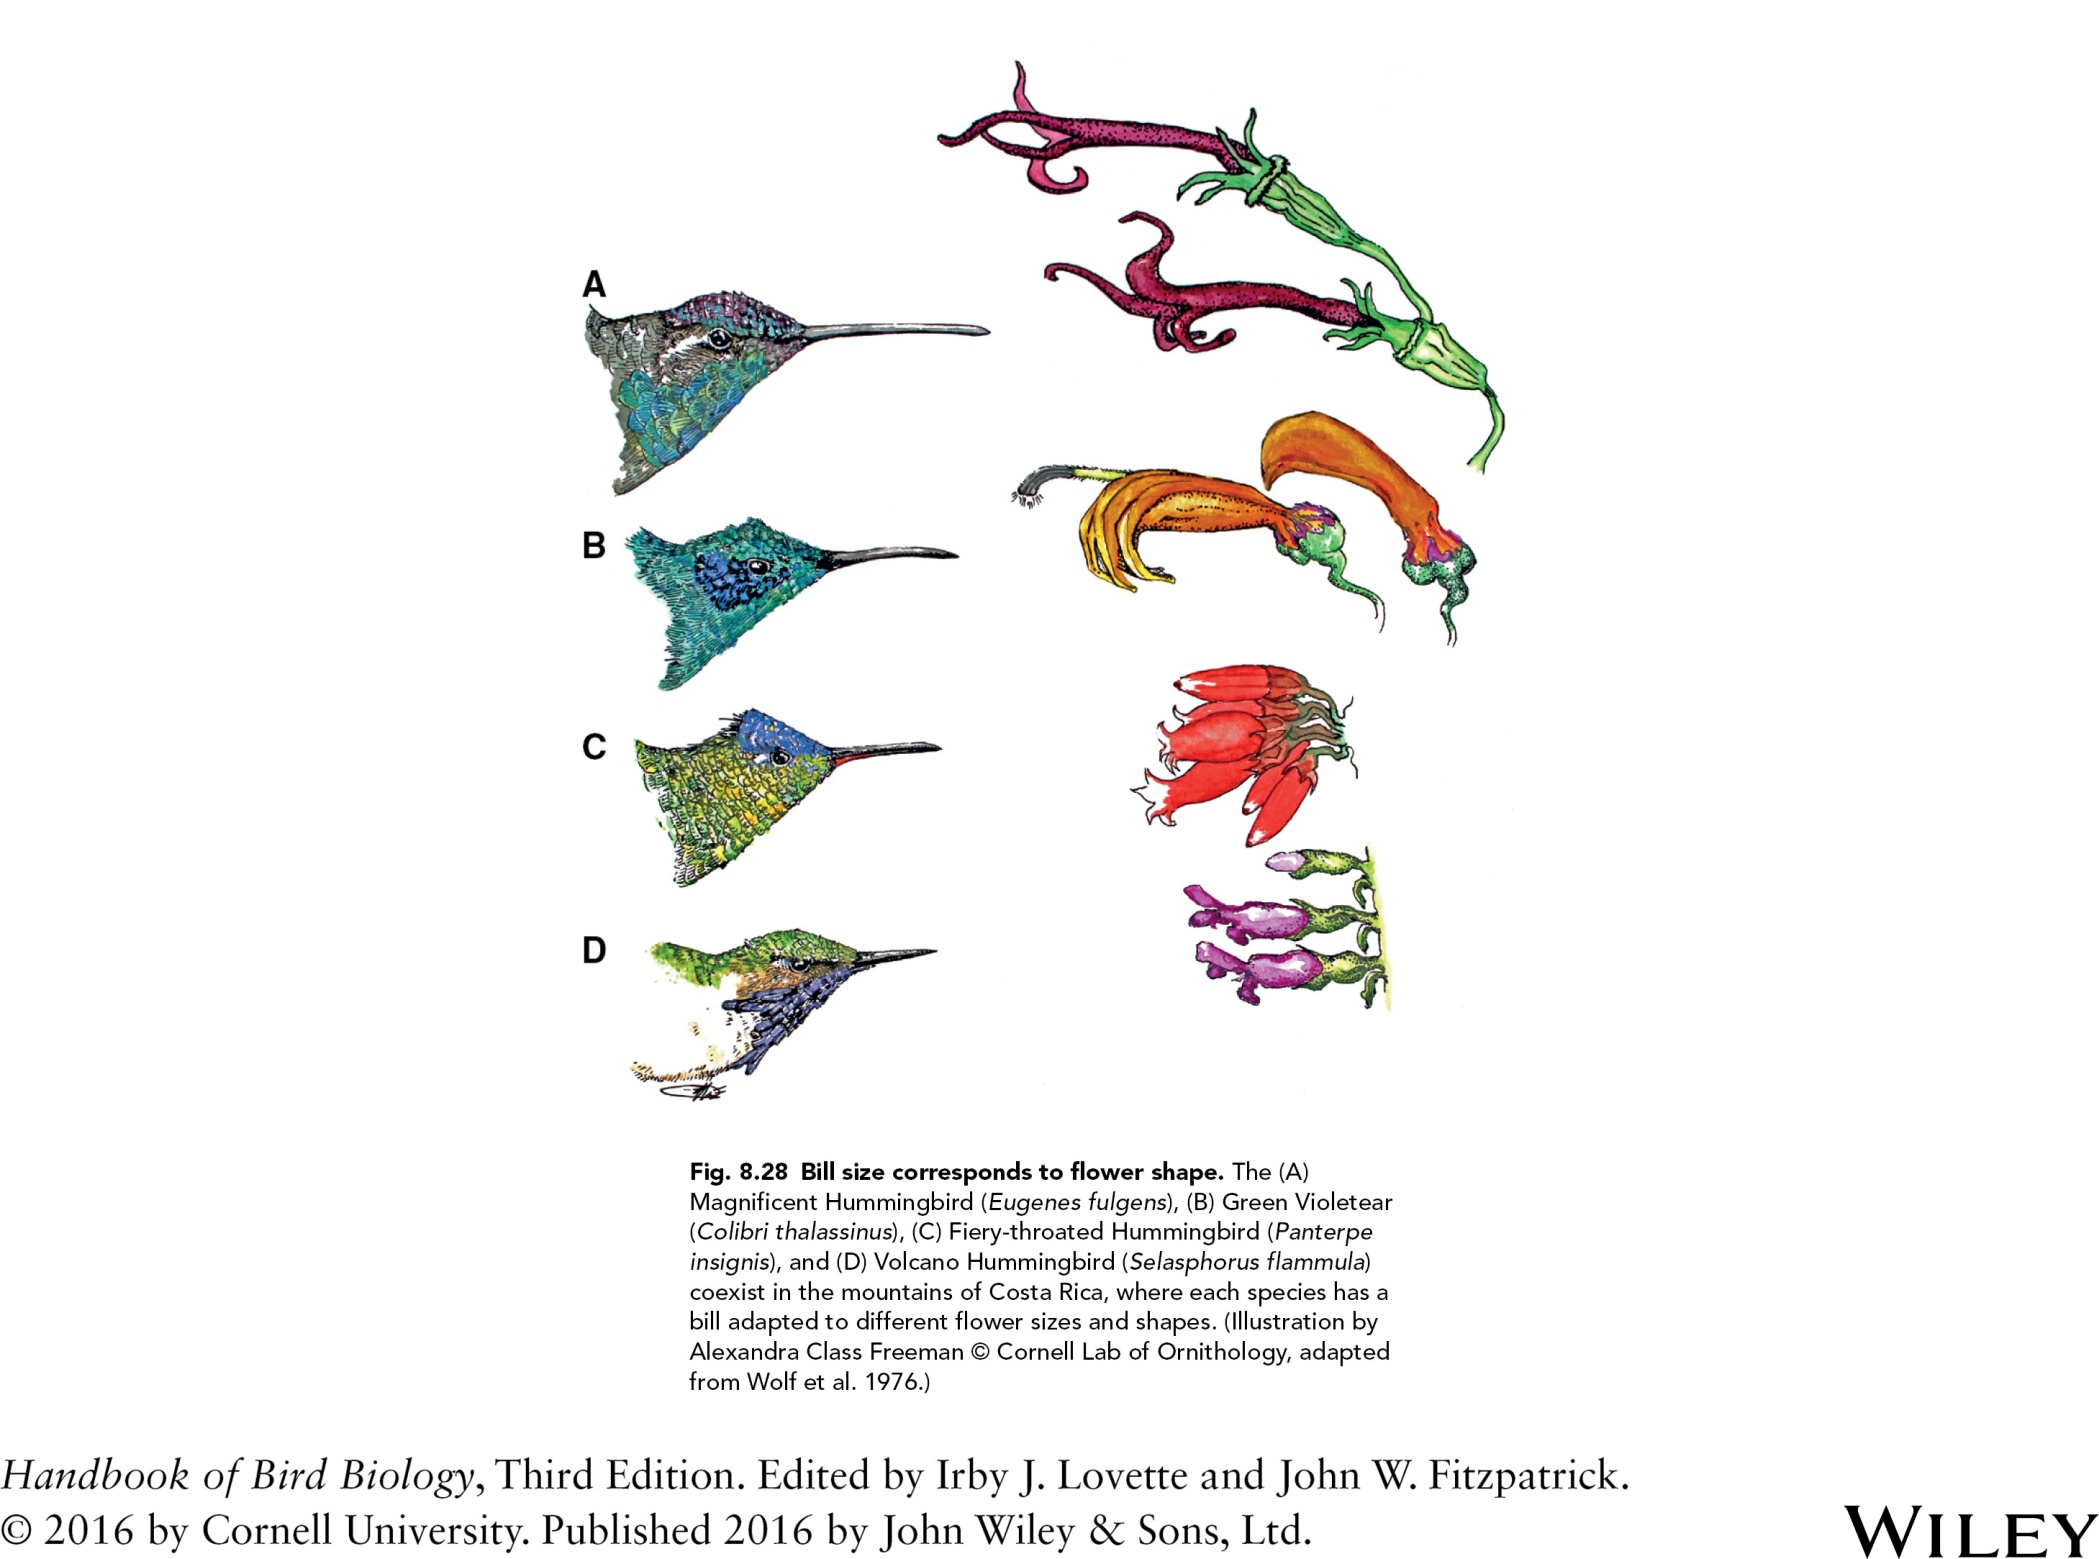 A
B
C
D
Fig. 8.28 Bill size corresponds to flower shape. The (A)
Magnificent Hummingbird (Eugenes fulgens), (B) Green Violetear
(Colibri thalassinus), (C) Fiery-throated Hummingbird (Panterpe
insignis), and (D) Volcano Hummingbird (Selasphorus flammula)
coexist in the mountains of Costa Rica, where each species has a
bill adapted to different flower sizes and shapes. (Illustration by
Alexandra Class Freeman © Cornell Lab of Ornithology, adapted
from Wolf et al. 1976.)
Handbook of Bird Biology, Third Edition. Edited by Irby J. Lovette and John W. Fitzpatrick.
© 2016 by Cornell University. Published 2016 by John Wiley & Sons, Ltd.
WILEY